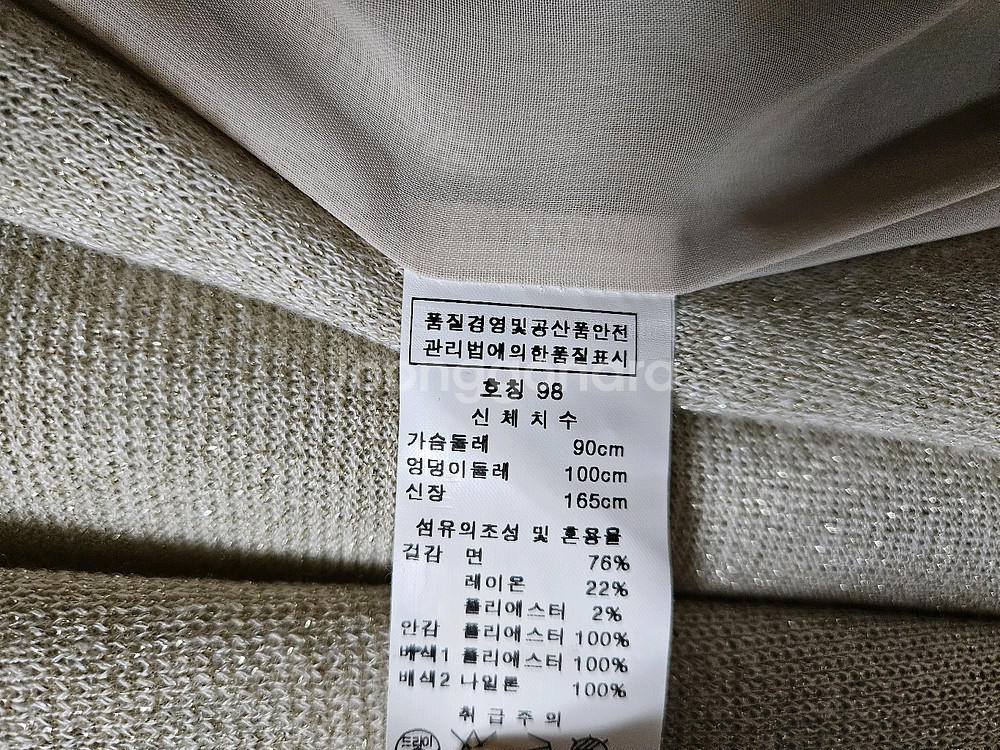 품질경영및공산품안전
관리법에의한품질표시
호칭 98
신체치수
가슴둘레 90cm
엉덩이둘레 100cm
신장 165cm
섬유의조성 및 혼용율
겉감 면 76%
레이온 22%
폴리에스터 2%
안감 폴리에스터 100%
배색1 폴리에스터 100%
배색2 나일론 100%
취급주의
드라이